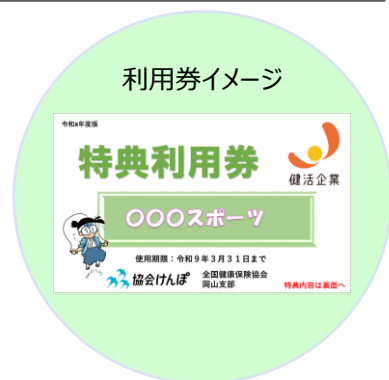 利用券イメージ
令和8年度版
特典利用券
健活企業
〇〇〇スポーツ
使用期限：令和9年3月31日まで
協会けんぽ 全国健康保険協会
岡山支部
特典内容は裏面へ